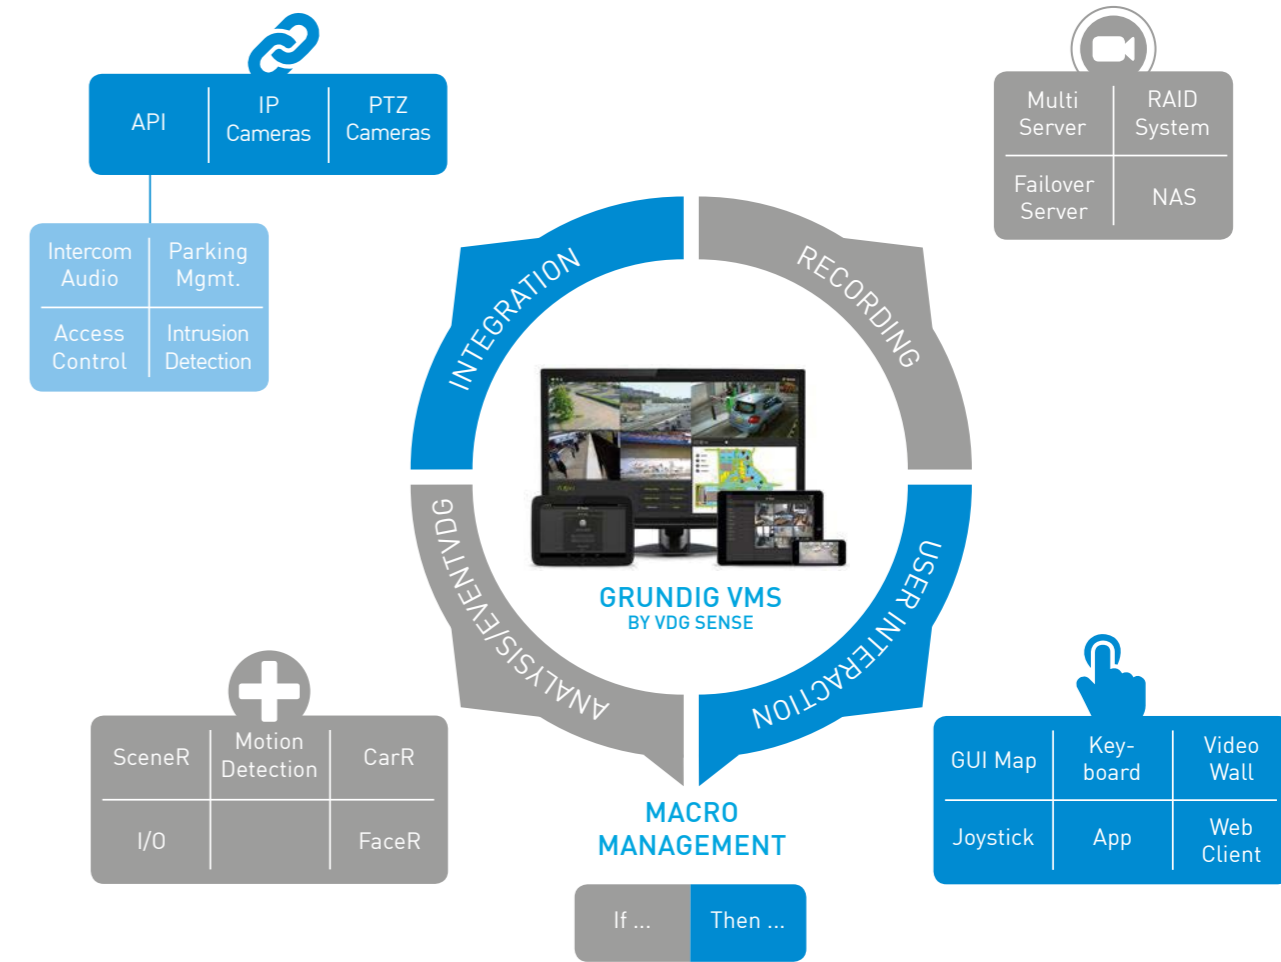 API
IP
Cameras
PTZ
Cameras
Intercom
Audio
Parking
Mgmt.
Access
Control
Intrusion
Detection
Multi
Server
RAID
System
Failover
Server
NAS
INTEGRATION
RECORDING
ANALYSIS/EVENTVDG
USER INTERACTION
GRUNDIG VMS
BY VDG SENSE
SceneR
Motion
Detection
CarR
I/O
FaceR
GUI Map
Key-
board
Video
Wall
Joystick
App
Web
Client
MACRO
MANAGEMENT
If ...
Then ...